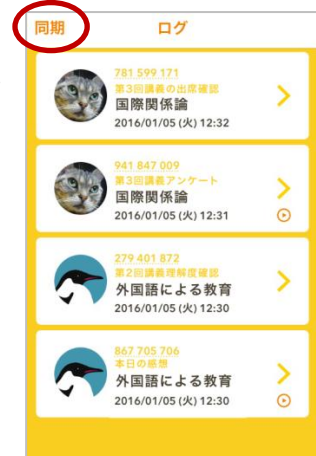 同期
ログ
781 599 171
第3回講義の出席確認
国際関係論
2016/01/05 (火) 12:32
941 847 009
第3回講義アンケート
国際関係論
2016/01/05 (火) 12:31
279 401 872
第2回講義理解度確認
外国語による教育
2016/01/05 (火) 12:30
867 705 706
本日の感想
外国語による教育
2016/01/05 (火) 12:30